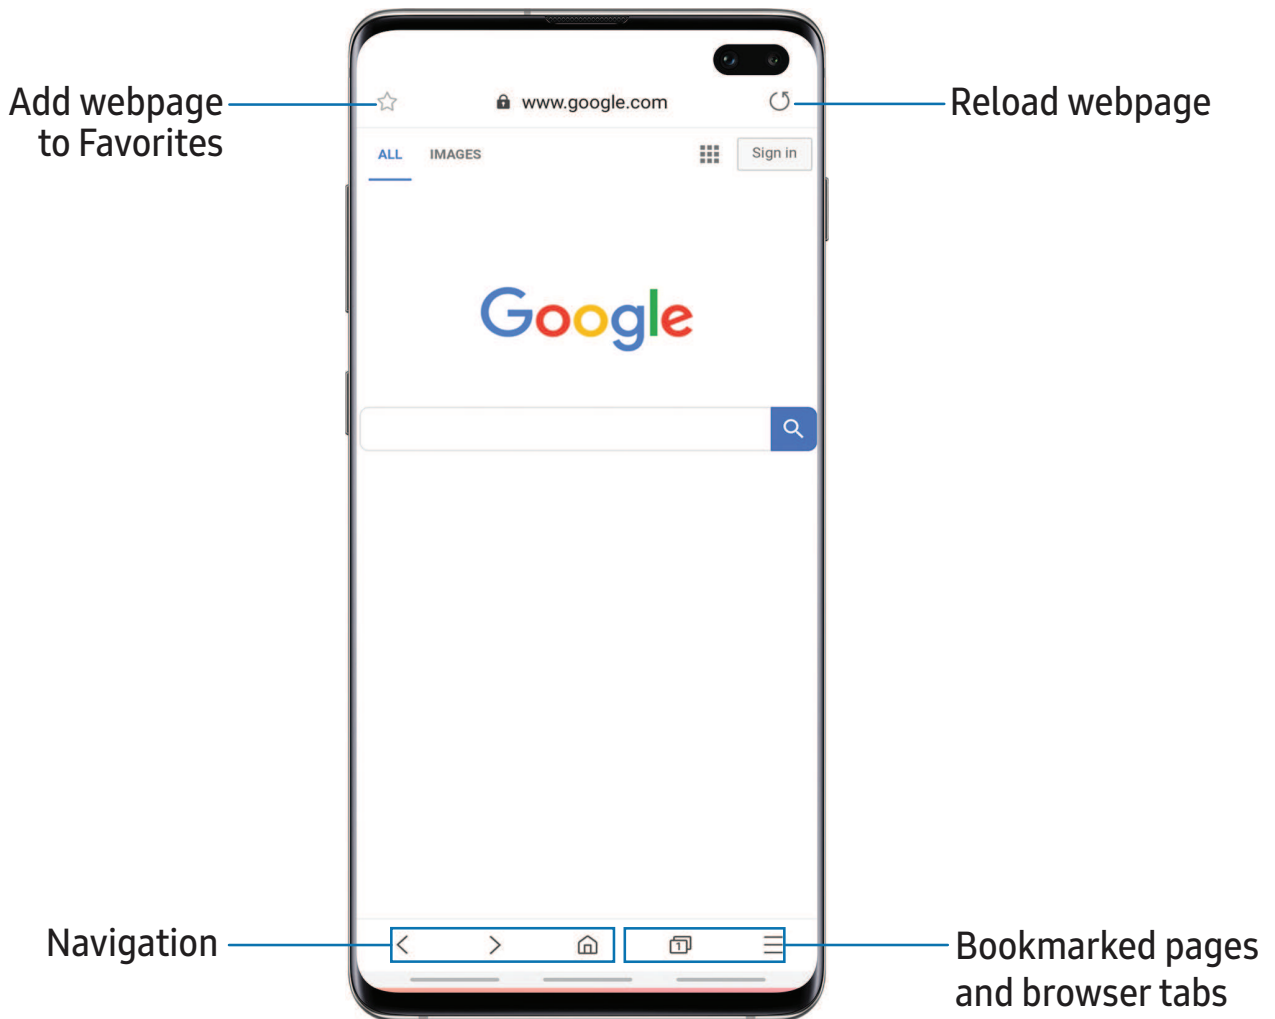 Add webpage
to Favorites
www.google.com
Reload webpage
ALL IMAGES Sign in
Google
Navigation
1
Bookmarked pages
and browser tabs